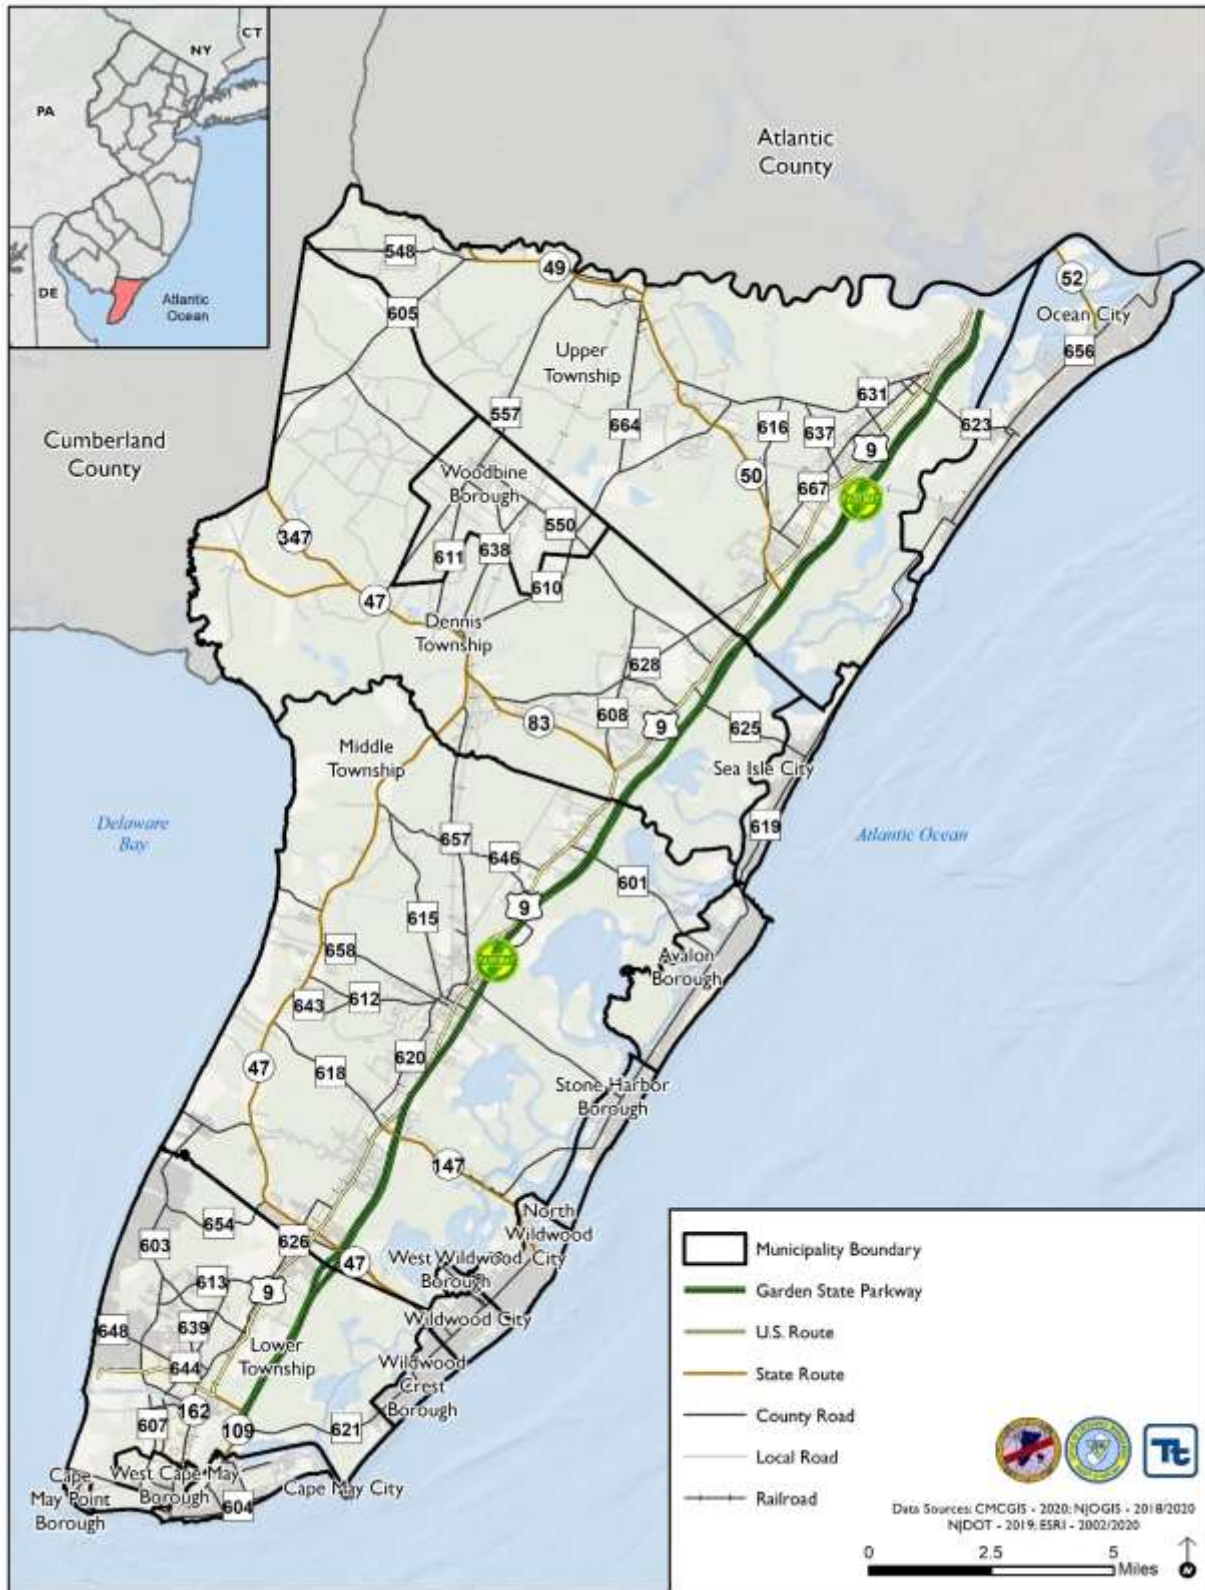 NY
CT
PA
DE
Atlantic
Ocean
Atlantic
County
548
49
52
605
Ocean City
656
Upper
Township
631
557
664
616
637
623
9
Cumberland
County
Woodbine
Borough
50
667
550
347
611
638
610
47
Dennis
Township
628
608
83
9
625
Middle
Township
Sea Isle City
619
Delaware
Bay
Atlantic Ocean
657
646
601
9
615
658
Avalon
Borough
643
612
620
47
618
Stone Harbor
Borough
147
North
Wildwood
City
654
603
626
West Wildwood
Borough
47
613
9
Wildwood City
648
639
Lower
Township
644
Wildwood
Crest
Borough
162
607
109
621
Cape
May Point
Borough
West Cape May
Borough
604
Cape May City
Municipality Boundary
Garden State Parkway
U.S. Route
State Route
County Road
Local Road
Railroad
Tt
Data Sources: CMCGIS - 2020; NJOGIS - 2018/2020
NJDOT - 2019; ESRI - 2002/2020
0 2.5 5
Miles
N